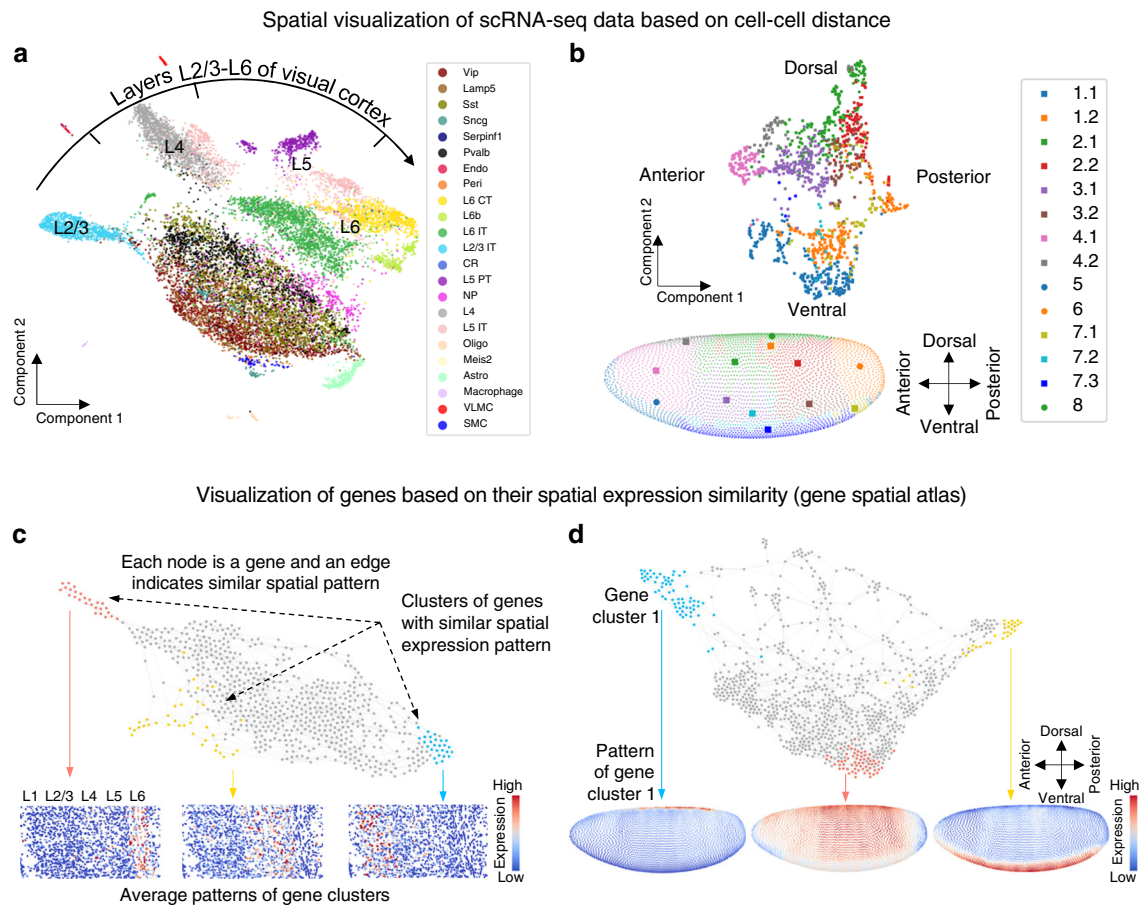 Spatial visualization of scRNA-seq data based on cell-cell distance
a
Layers L2/3-L6 of visual cortex
L4
L5
L2/3
L6
Component 2
Component 1
Vip
Lamp5
Sst
Sncg
Serpinf1
Pvalb
Endo
Peri
L6 CT
L6b
L6 IT
L2/3 IT
CR
L5 PT
NP
L4
L5 IT
Oligo
Meis2
Astro
Macrophage
VLMC
SMC
b
Dorsal
Anterior
Posterior
Component 2
Component 1
Ventral
Dorsal
Anterior
Posterior
Ventral
1.1
1.2
2.1
2.2
3.1
3.2
4.1
4.2
5
6
7.1
7.2
7.3
8
Visualization of genes based on their spatial expression similarity (gene spatial atlas)
c
Each node is a gene and an edge
indicates similar spatial pattern
Clusters of genes
with similar spatial
expression pattern
L1 L2/3 L4 L5 L6
High
Expression
Low
Average patterns of gene clusters
d
Gene
cluster 1
Pattern
of gene
cluster 1
Dorsal
Anterior
Posterior
Ventral
High
Expression
Low